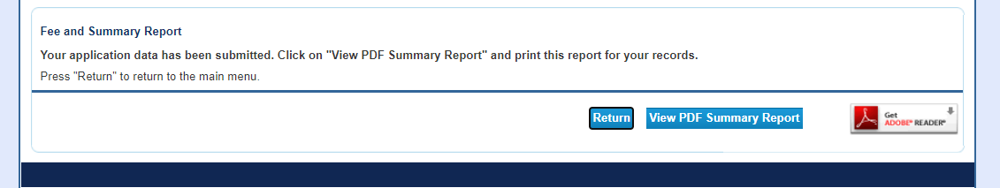 Fee and Summary Report
Your application data has been submitted. Click on "View PDF Summary Report" and print this report for your records.
Press "Return" to return to the main menu.
Return
View PDF Summary Report
Get
ADOBE® READER®